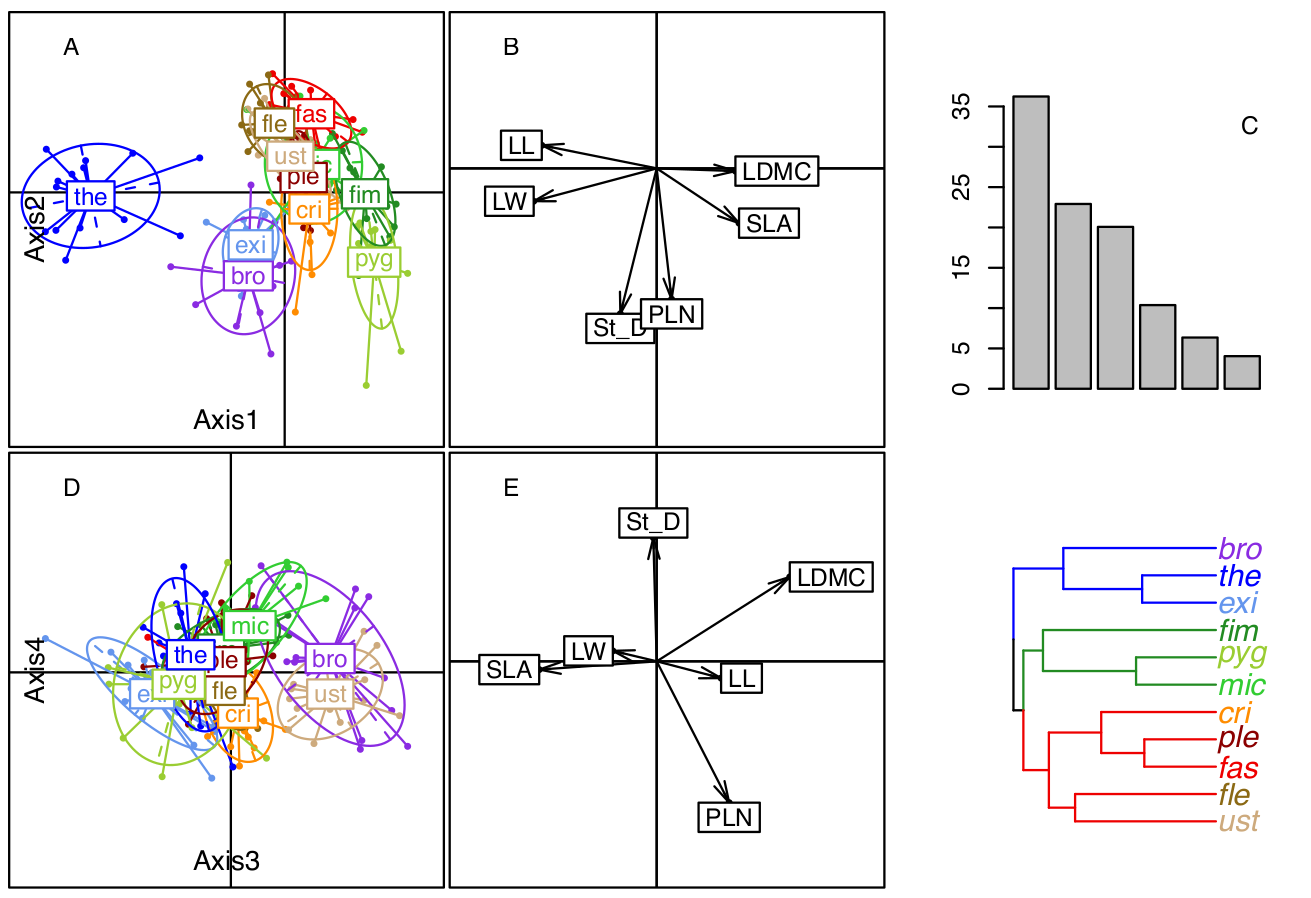 A
fas
fle
ust
ple
the
fim
cri
exi
pyg
bro
Axis2
Axis1
B
LL
LDMC
LW
SLA
PLN
St_D
C
35
25
15
5
0
D
mic
the
ple
bro
pyg
fle
ust
cri
Axis4
Axis3
E
St_D
LDMC
LW
SLA
LL
PLN
bro
the
exi
fim
pyg
mic
cri
ple
fas
fle
ust